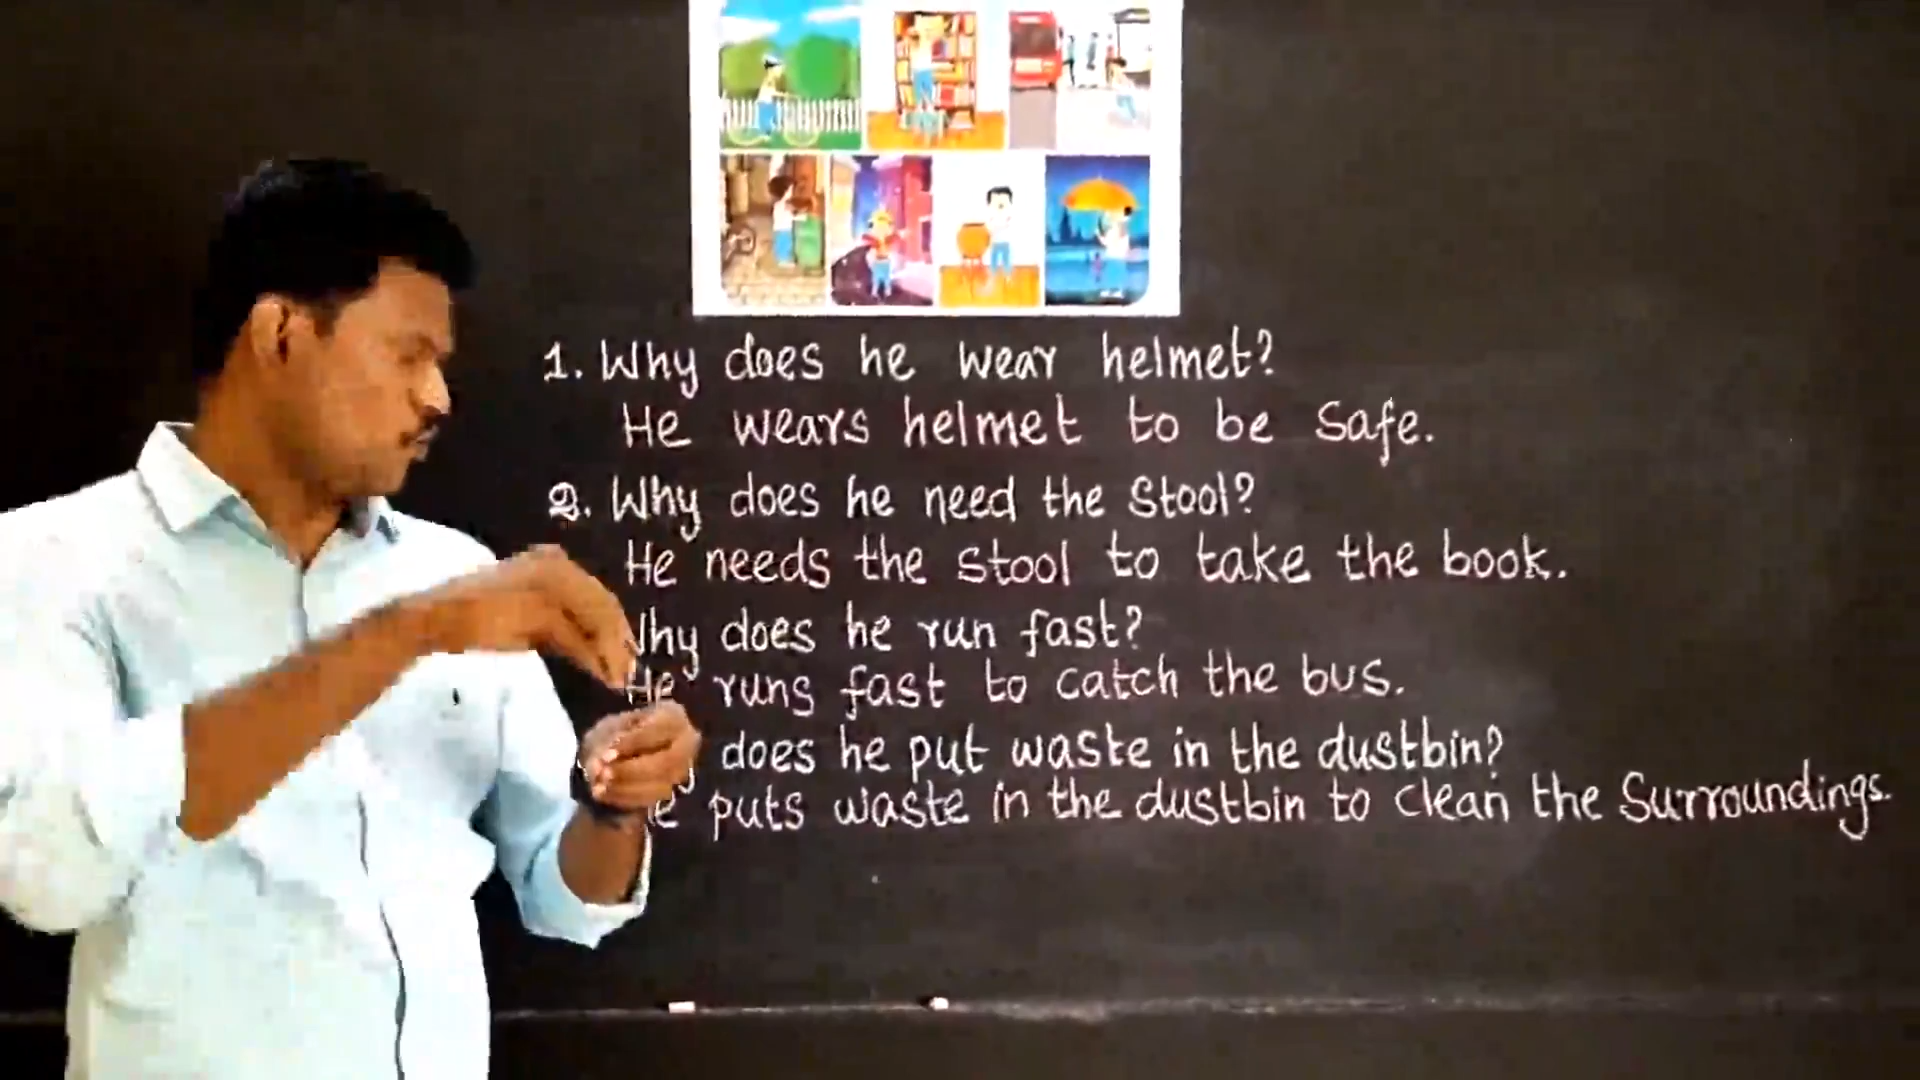 1. Why does he wear helmet?
He wears helmet to be Safe.
2. Why does he need the Stool?
He needs the Stool to take the book.
Why does he run fast?
He runs fast to catch the bus.
does he put waste in the dustbin?
puts waste in the dustbin to clean the Surroundings.